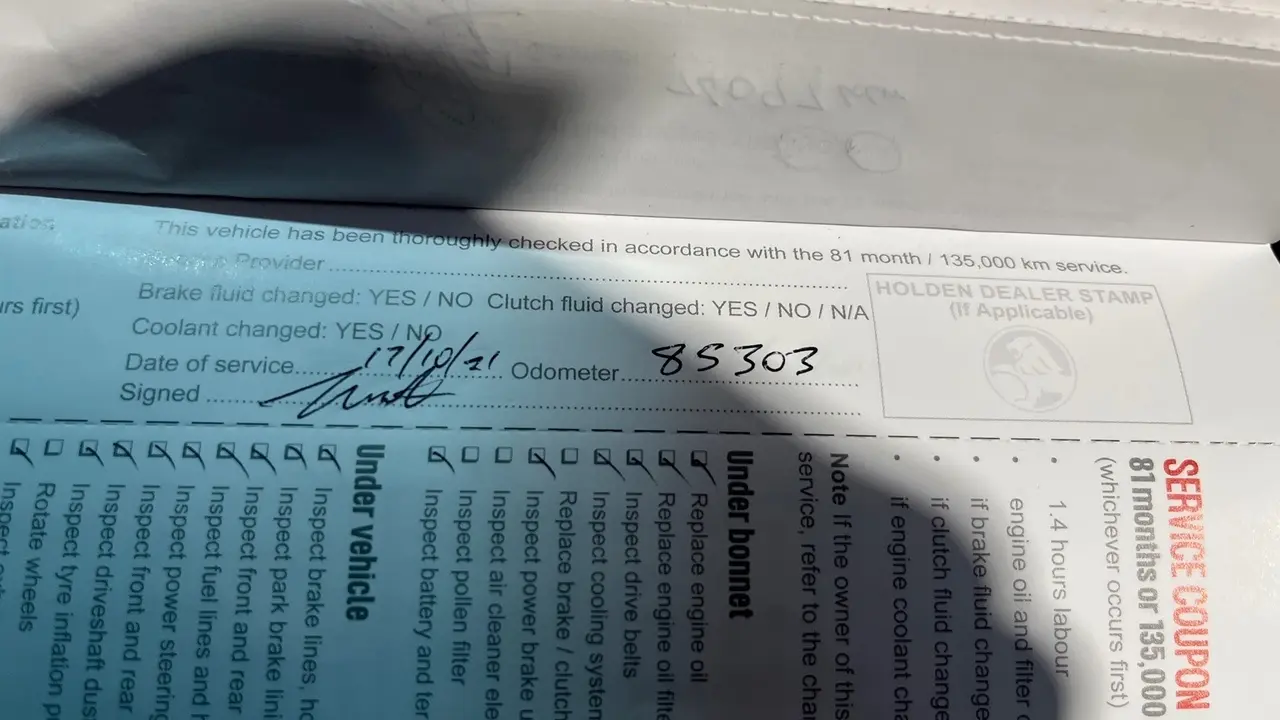 This vehicle has been thoroughly checked in accordance with the 81 month / 135,000 km service.
Provider
Brake fluid changed: YES / NO Clutch fluid changed: YES / NO / N/A
Coolant changed: YES / NO
Date of service 17/10/21 Odometer 85303
Signed
HOLDEN DEALER STAMP
(If Applicable)
urs first)
SERVICE COUPON
81 months or 135,000
(whichever occurs first)
• 1.4 hours labour
• engine oil and filter
• if brake fluid change
• if clutch fluid change
• if engine coolant cha
Note If the owner of this
service, refer to the char
Under bonnet
Replace engine oil
Replace engine oil filte
Inspect drive belts
Inspect cooling system
Replace brake / clutch
Inspect power brake u
Inspect air cleaner ele
Inspect pollen filter
Inspect battery and ter
Under vehicle
Inspect brake lines, ho
Inspect park brake lini
Inspect front and rear
Inspect fuel lines and h
Inspect power steering
Inspect front and rear
Inspect driveshaft dus
Inspect tyre inflation p
Rotate wheels
Inspect